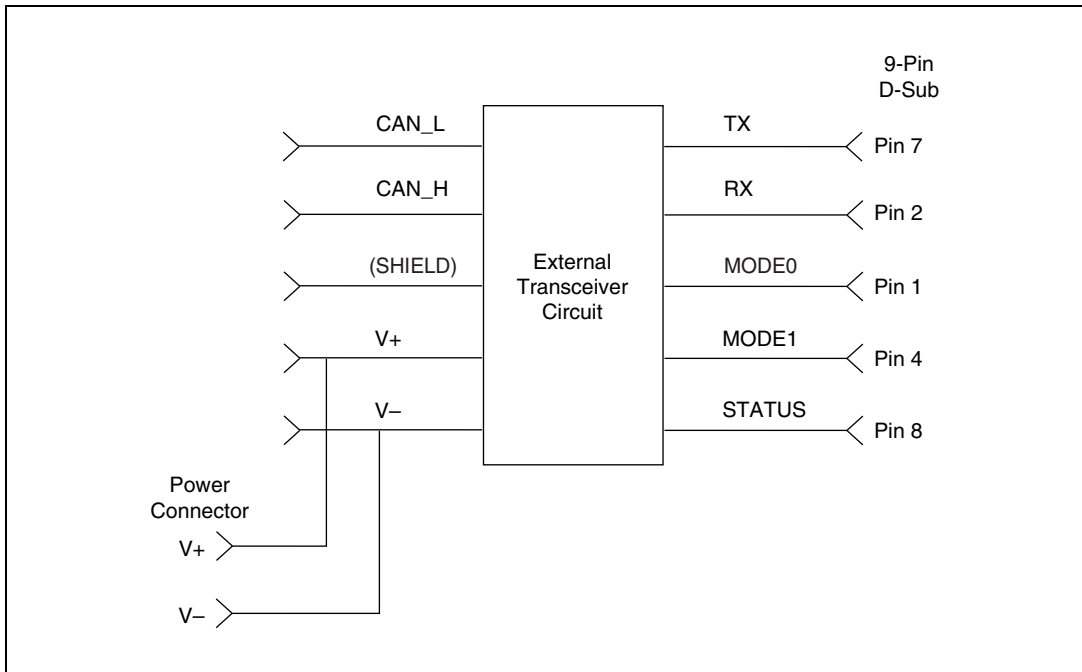 9-Pin
D-Sub
CAN_L
TX
Pin 7
CAN_H
RX
Pin 2
(SHIELD)
External
Transceiver
Circuit
MODE0
Pin 1
V+
MODE1
Pin 4
V–
STATUS
Pin 8
Power
Connector
V+
V–